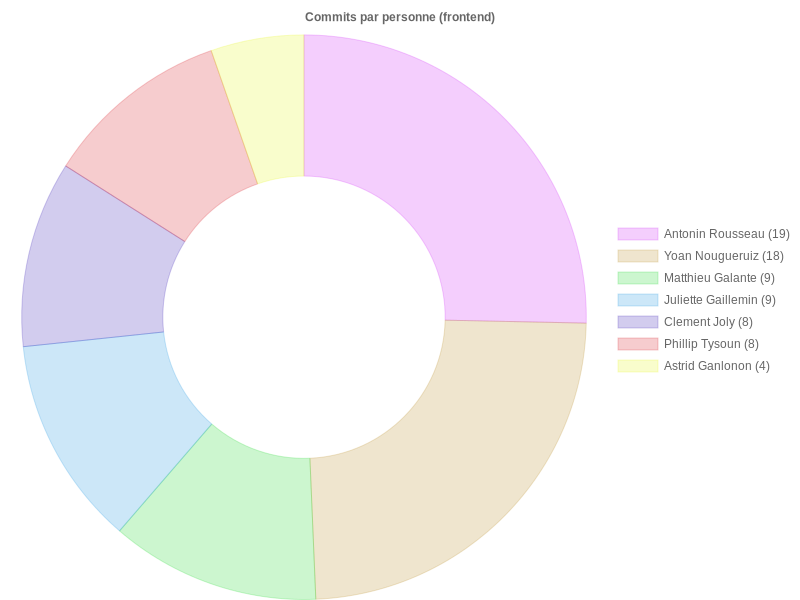 Commits par personne (frontend)
Antonin Rousseau (19)
Yoan Nougueruiz (18)
Matthieu Galante (9)
Juliette Gaillemin (9)
Clement Joly (8)
Phillip Tysoun (8)
Astrid Ganlonon (4)